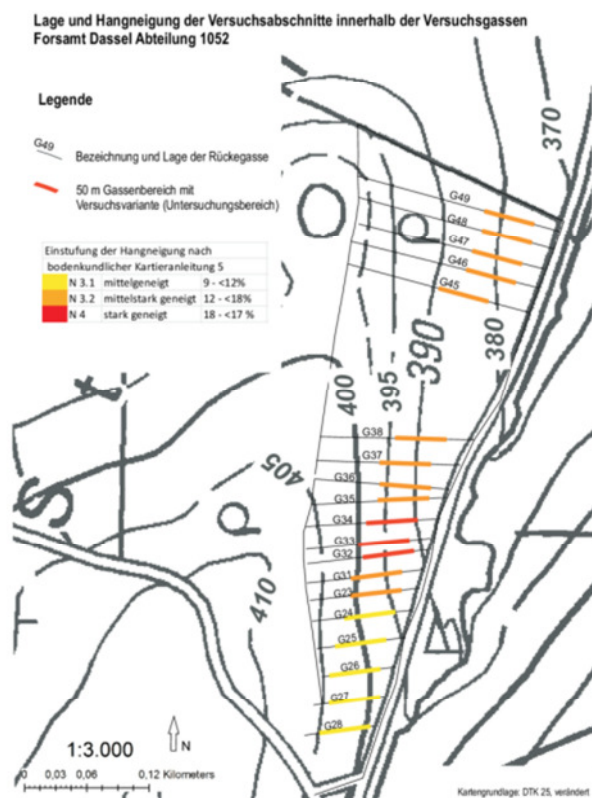 Lage und Hangneigung der Versuchsabschnitte innerhalb der Versuchsgassen
Forsamt Dassel Abteilung 1052
Legende
G49
Bezeichnung und Lage der Rückegasse
50 m Gassenbereich mit
Versuchsvariante (Untersuchungsbereich)
Einstufung der Hangneigung nach
bodenkundlicher Kartieranleitung 5
N 3.1 mittelgeneigt 9 - <12%
N 3.2 mittelstark geneigt 12 - <18%
N 4 stark geneigt 18 - <17 %
370
G49
G48
G47
G46
G45
380
390
395
400
405
410
G38
G37
G36
G35
G34
G33
G32
G31
G23
G24
G25
G26
G27
G28
S
1:3.000
N
0 0,03 0,06 0,12 Kilometers
Kartengrundlage: DTK 25, verändert